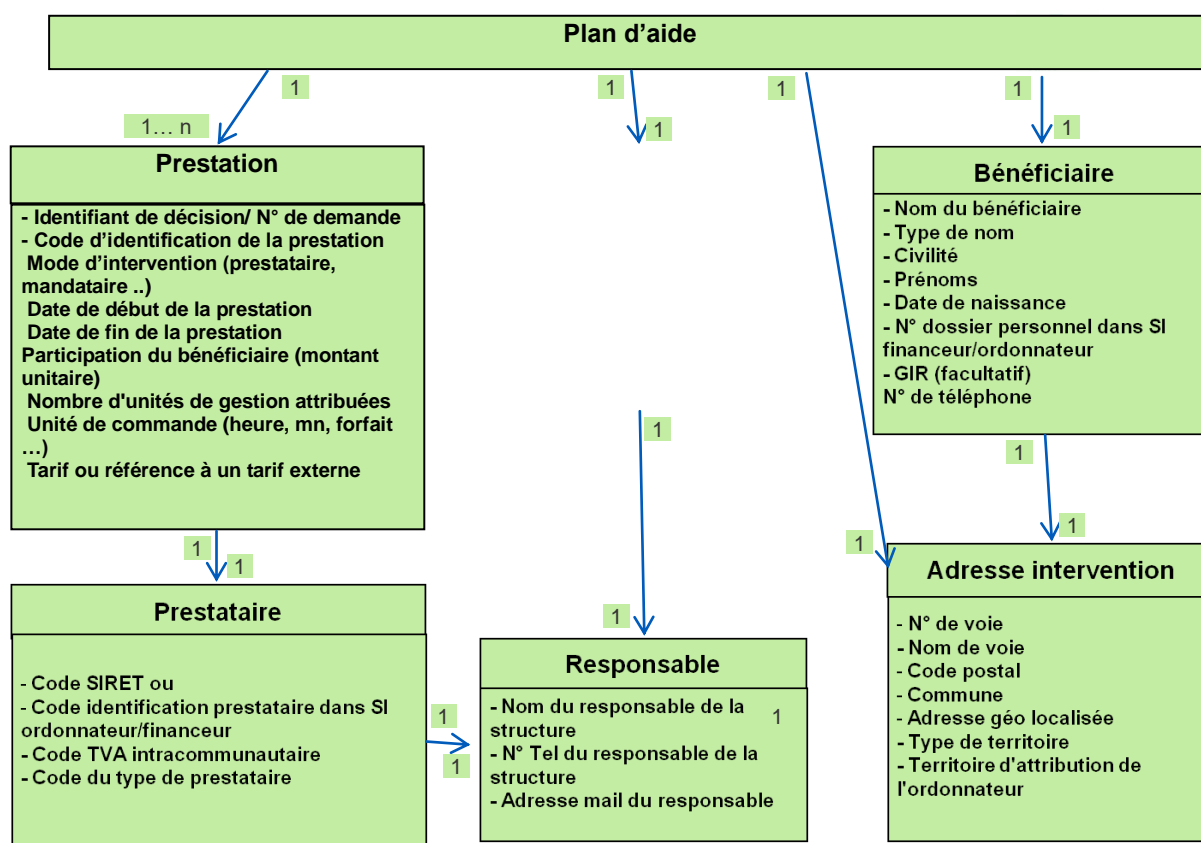 Plan d'aide
1
1
1
1
1… n
1
1
Prestation
- Identifiant de décision/ N° de demande
- Code d'identification de la prestation
Mode d'intervention (prestataire,
mandataire ..)
Date de début de la prestation
Date de fin de la prestation
Participation du bénéficiaire (montant
unitaire)
Nombre d'unités de gestion attribuées
Unité de commande (heure, mn, forfait
…)
Tarif ou référence à un tarif externe
Bénéficiaire
- Nom du bénéficiaire
- Type de nom
- Civilité
- Prénoms
- Date de naissance
- N° dossier personnel dans SI
financeur/ordonnateur
- GIR (facultatif)
N° de téléphone
1
1
1
1
1
1
Prestataire
- Code SIRET ou
- Code identification prestataire dans SI
ordonnateur/financeur
- Code TVA intracommunautaire
- Code du type de prestataire
1
1
1
Responsable
- Nom du responsable de la
structure
1
- N° Tel du responsable de la
structure
- Adresse mail du responsable
Adresse intervention
- N° de voie
- Nom de voie
- Code postal
- Commune
- Adresse géo localisée
- Type de territoire
- Territoire d'attribution de
l'ordonnateur